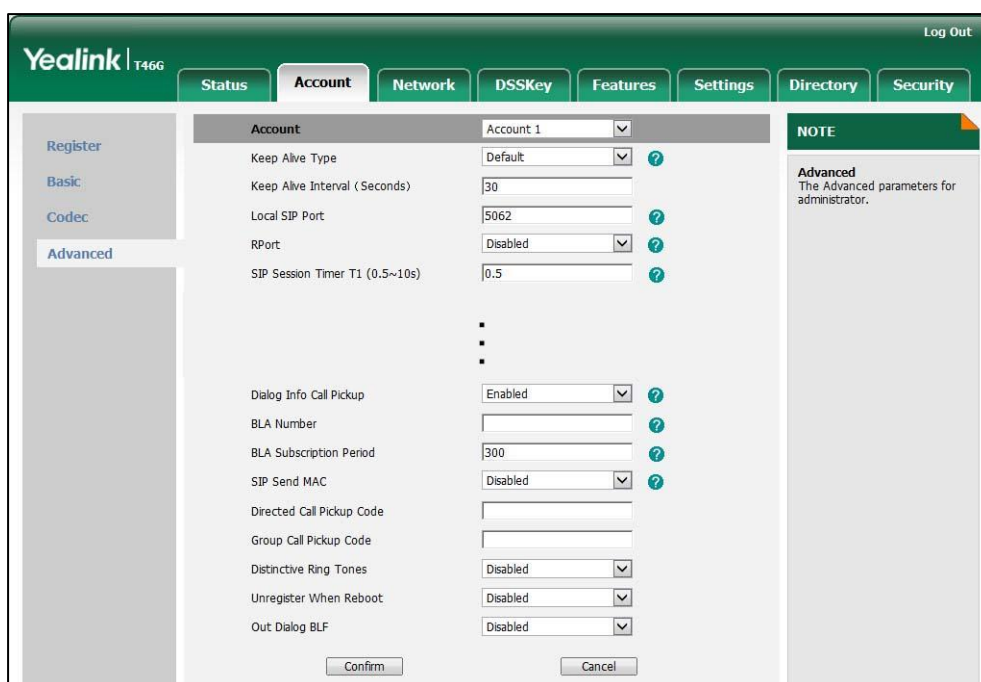 Log Out
Yealink T46G
Status Account Network DSSKey Features Settings Directory Security
Register
Basic
Codec
Advanced
Account Account 1
Keep Alive Type Default ?
Keep Alive Interval (Seconds) 30
Local SIP Port 5062 ?
RPort Disabled ?
SIP Session Timer T1 (0.5~10s) 0.5 ?
Dialog Info Call Pickup Enabled ?
BLA Number ?
BLA Subscription Period 300 ?
SIP Send MAC Disabled ?
Directed Call Pickup Code
Group Call Pickup Code
Distinctive Ring Tones Disabled
Unregister When Reboot Disabled
Out Dialog BLF Disabled
Confirm Cancel
NOTE
Advanced
The Advanced parameters for
administrator.